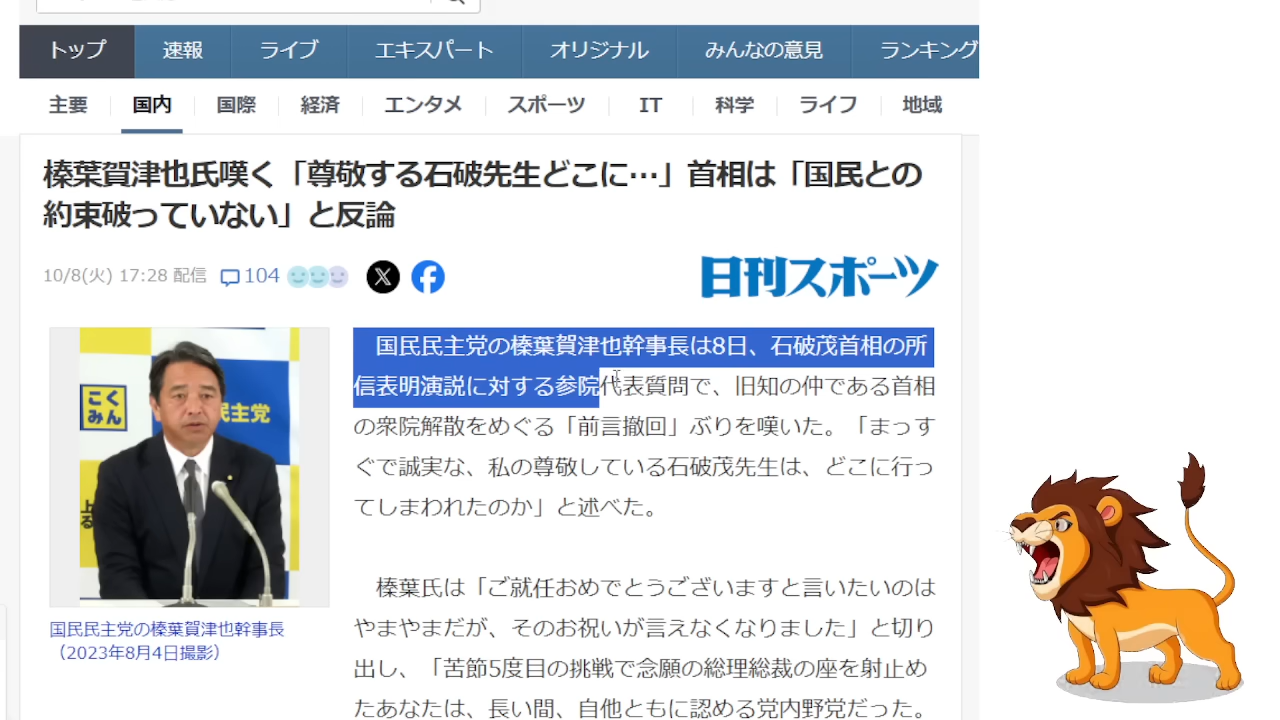 トップ 速報 ライブ エキスパート オリジナル みんなの意見 ランキング
主要 国内 国際 経済 エンタメ スポーツ IT 科学 ライフ 地域
榛葉賀津也氏嘆く「尊敬する石破先生どこに…」首相は「国民との
約束破っていない」と反論
10/8(火) 17:28 配信 104
日刊スポーツ
国民民主党の榛葉賀津也幹事長は8日、石破茂首相の所
信表明演説に対する参院代表質問で、旧知の仲である首相
の衆院解散をめぐる「前言撤回」ぶりを嘆いた。「まっす
ぐで誠実な、私の尊敬している石破茂先生は、どこに行っ
てしまわれたのか」と述べた。
榛葉氏は「ご就任おめでとうございますと言いたいのは
やまやまだが、そのお祝いが言えなくなりました」と切り
出し、「苦節5度目の挑戦で念願の総理総裁の座を射止め
たあなたは、長い間、自他ともに認める党内野党だった。
こく
みん
民主党
国民民主党の榛葉賀津也幹事長
（2023年8月4日撮影）